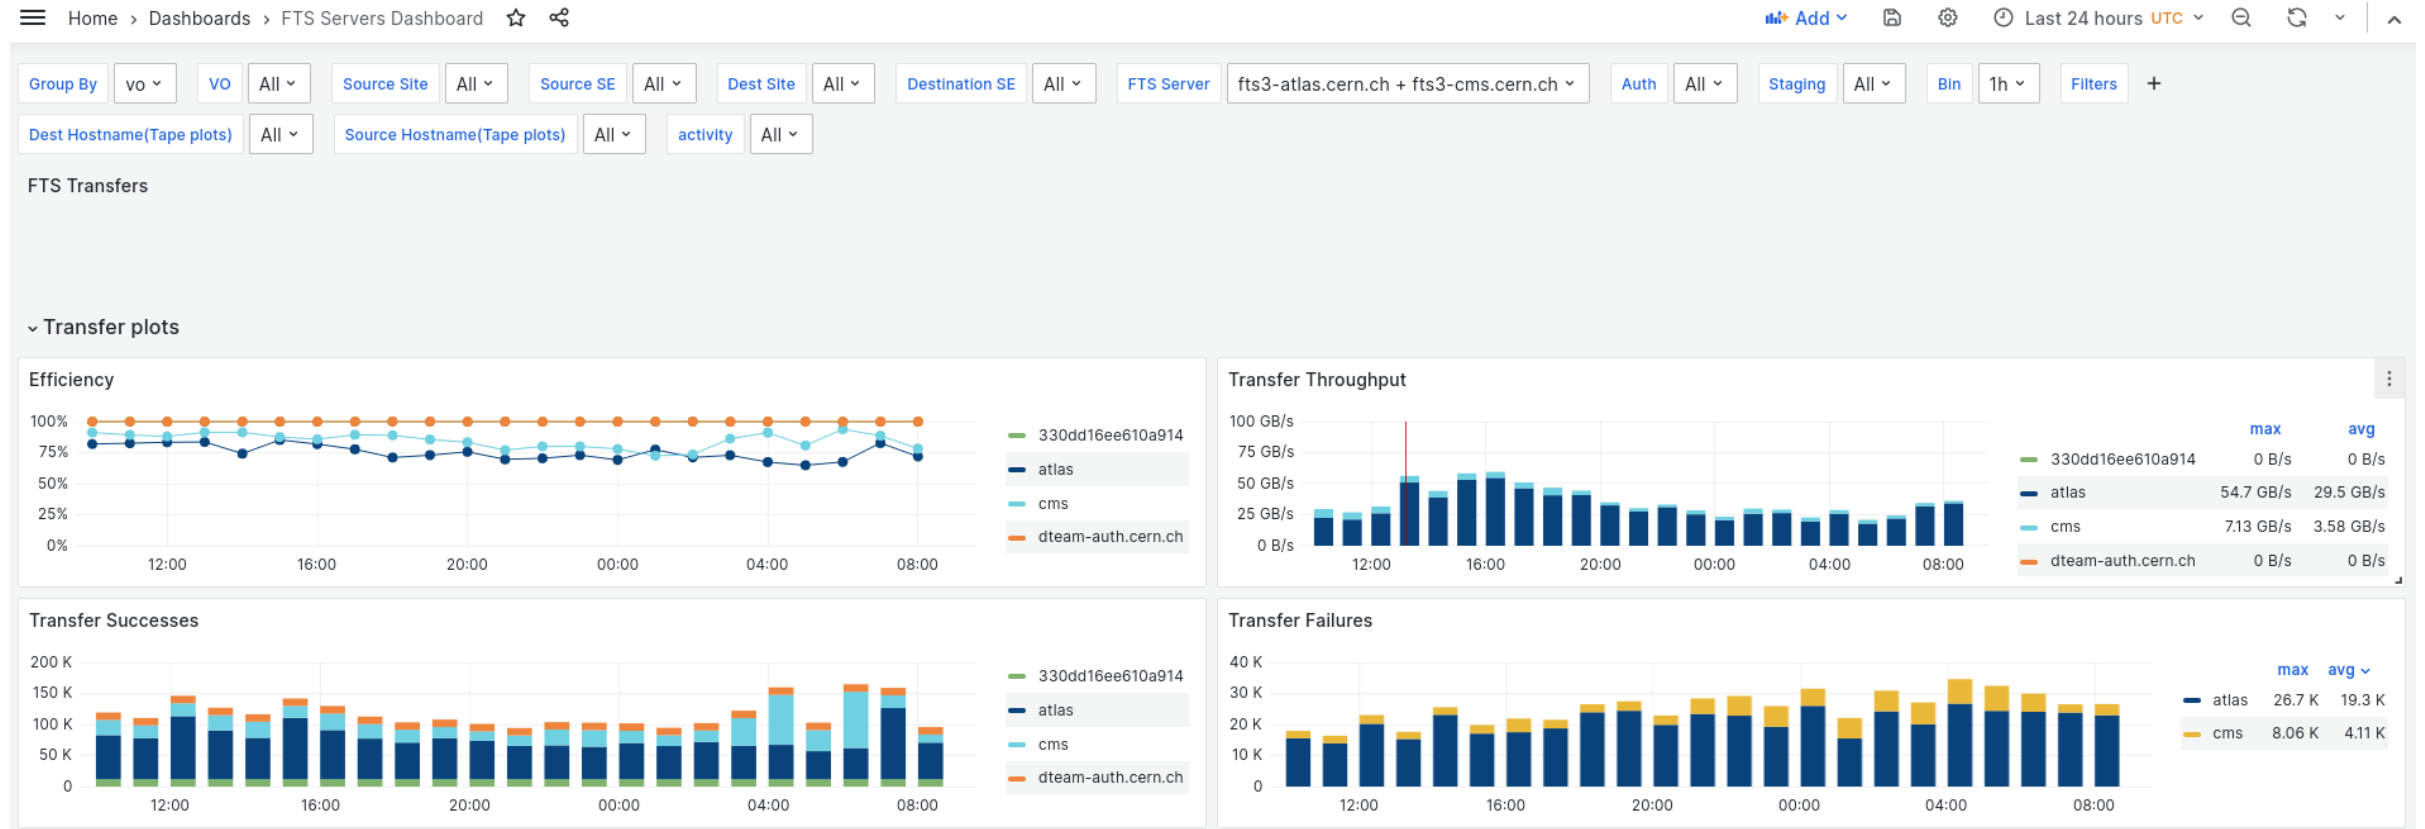 Home › Dashboards › FTS Servers Dashboard Add Last 24 hours UTC
Group By vo VO All Source Site All Source SE All Dest Site All Destination SE All FTS Server fts3-atlas.cern.ch + fts3-cms.cern.ch Auth All Staging All Bin 1h Filters +
Dest Hostname(Tape plots) All Source Hostname(Tape plots) All activity All
FTS Transfers
Transfer plots
Efficiency
100%
75%
50%
25%
0%
12:00 16:00 20:00 00:00 04:00 08:00
330dd16ee610a914
atlas
cms
dteam-auth.cern.ch
Transfer Throughput
100 GB/s
75 GB/s
50 GB/s
25 GB/s
0 B/s
12:00 16:00 20:00 00:00 04:00 08:00
max avg
330dd16ee610a914 0 B/s 0 B/s
atlas 54.7 GB/s 29.5 GB/s
cms 7.13 GB/s 3.58 GB/s
dteam-auth.cern.ch 0 B/s 0 B/s
Transfer Successes
200 K
150 K
100 K
50 K
0
12:00 16:00 20:00 00:00 04:00 08:00
330dd16ee610a914
atlas
cms
dteam-auth.cern.ch
Transfer Failures
40 K
30 K
20 K
10 K
0
12:00 16:00 20:00 00:00 04:00 08:00
max avg
atlas 26.7 K 19.3 K
cms 8.06 K 4.11 K